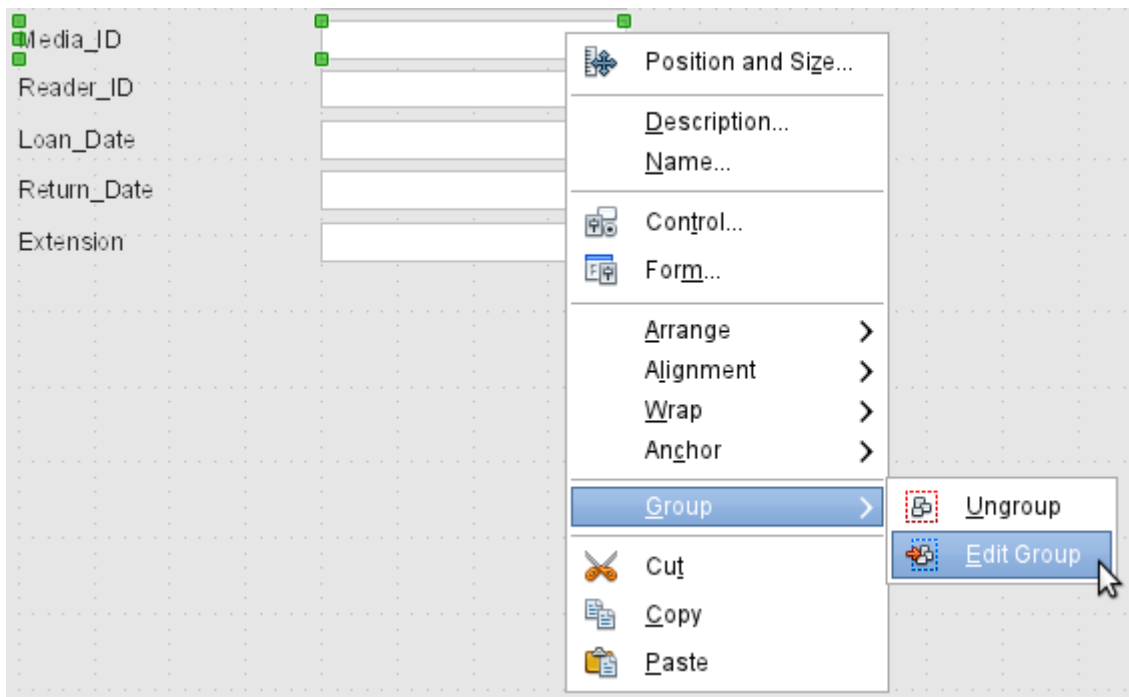 Media_ID
Reader_ID
Loan_Date
Return_Date
Extension
Position and Size...
Description...
Name...
Control...
Form...
Arrange
Alignment
Wrap
Anchor
Group
Ungroup
Edit Group
Cut
Copy
Paste